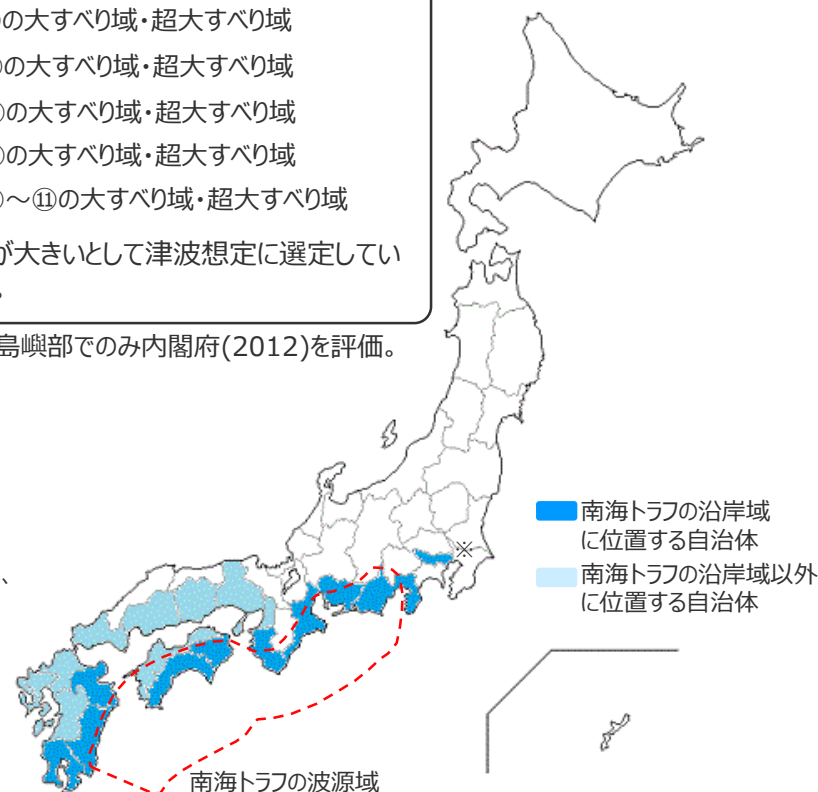 の大すべり域・超大すべり域
の大すべり域・超大すべり域
の大すべり域・超大すべり域
の大すべり域・超大すべり域
～⑪の大すべり域・超大すべり域
が大きいとして津波想定に選定してい
島嶼部でのみ内閣府(2012)を評価。
※
南海トラフの沿岸域
に位置する自治体
南海トラフの沿岸域以外
に位置する自治体
、
南海トラフの波源域